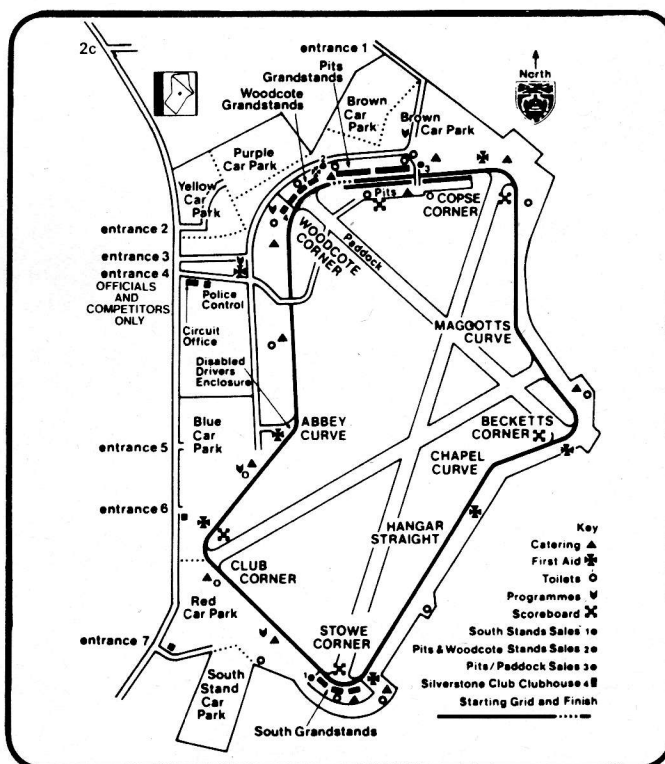 2c
entrance 1
North
Pits
Grandstands
Woodcote
Grandstands
Brown
Car
Park
Brown
Car Park
Purple
Car Park
Yellow
Car
Park
Pits
COPSE
CORNER
WOODCOTE
CORNER
Paddock
entrance 2
entrance 3
entrance 4
OFFICIALS
AND
COMPETITORS
ONLY
Police
Control
Circuit
Office
MAGGOTTS
CURVE
Disabled
Drivers
Enclosure
ABBEY
CURVE
BECKETTS
CORNER
CHAPEL
CURVE
Blue
Car
Park
entrance 5
entrance 6
HANGAR
STRAIGHT
CLUB
CORNER
Red
Car Park
entrance 7
STOWE
CORNER
South
Stand
Car
Park
South Grandstands
Key
Catering
First Aid
Toilets
Programmes
Scoreboard
South Stands Sales 1
Pits & Woodcote Stands Sales 2
Pits/Paddock Sales 3
Silverstone Club Clubhouse 4
Starting Grid and Finish
1
2
3
4